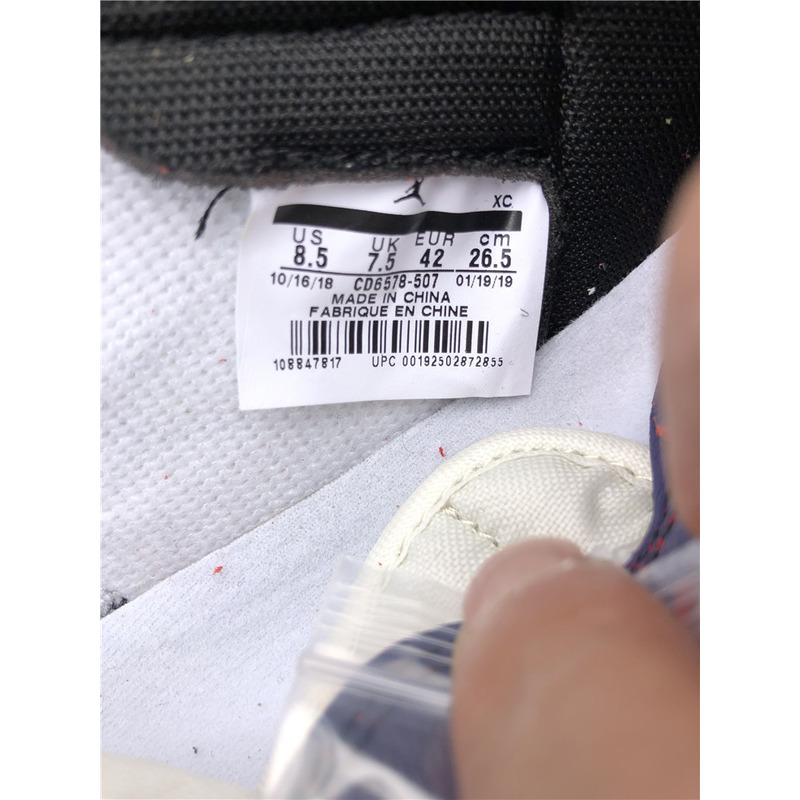 XC
US UK EUR cm
8.5 7.5 42 26.5
10/16/18 CD6578-507 01/19/19
MADE IN CHINA
FABRIQUE EN CHINE
108847817 UPC 00192502872855